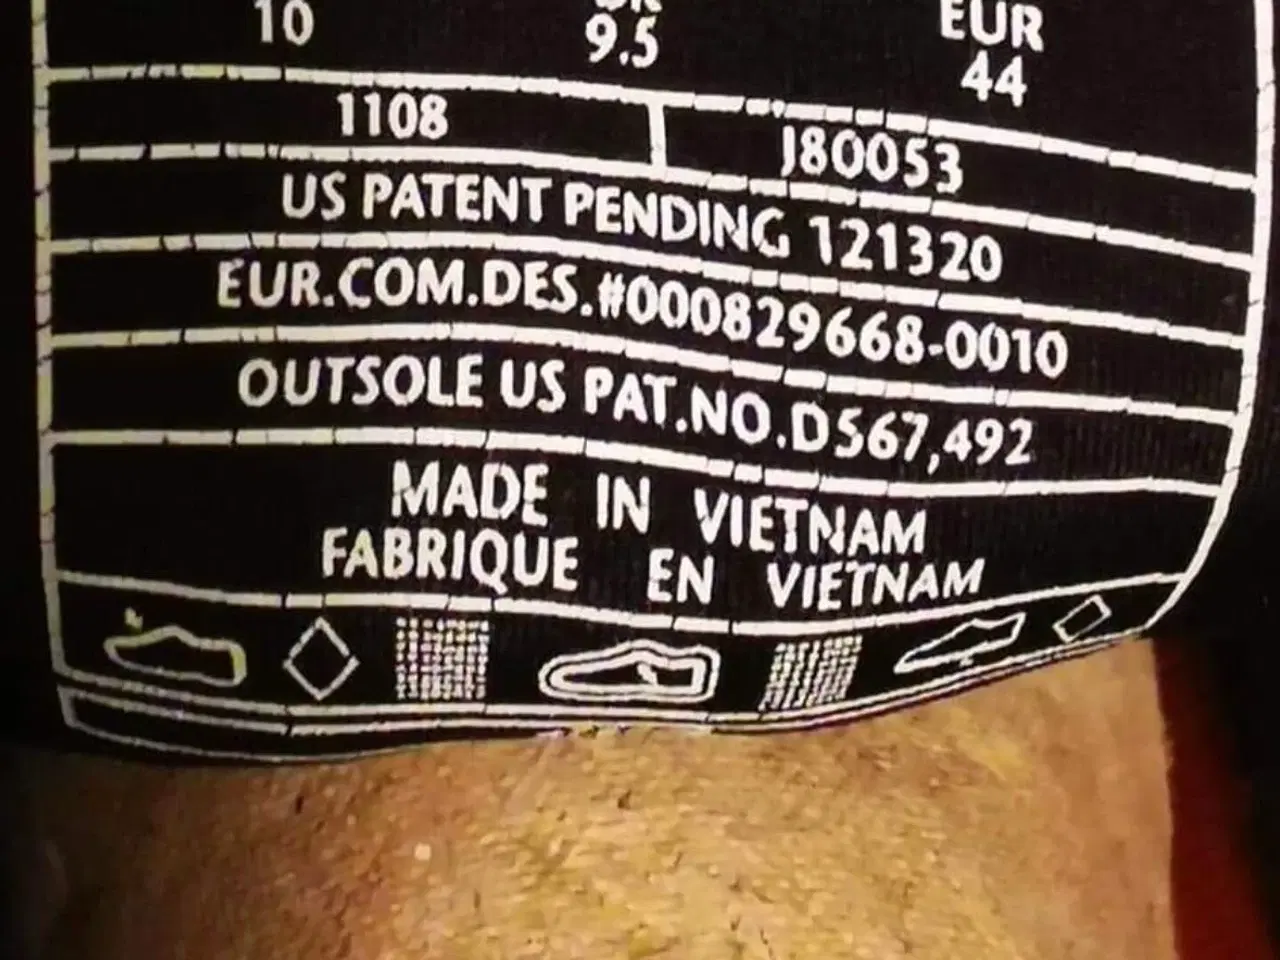 10 9.5 EUR
44
1108 J80053
US PATENT PENDING 121320
EUR.COM.DES.#000829668-0010
OUTSOLE US PAT.NO.D567,492
MADE IN VIETNAM
FABRIQUE EN VIETNAM